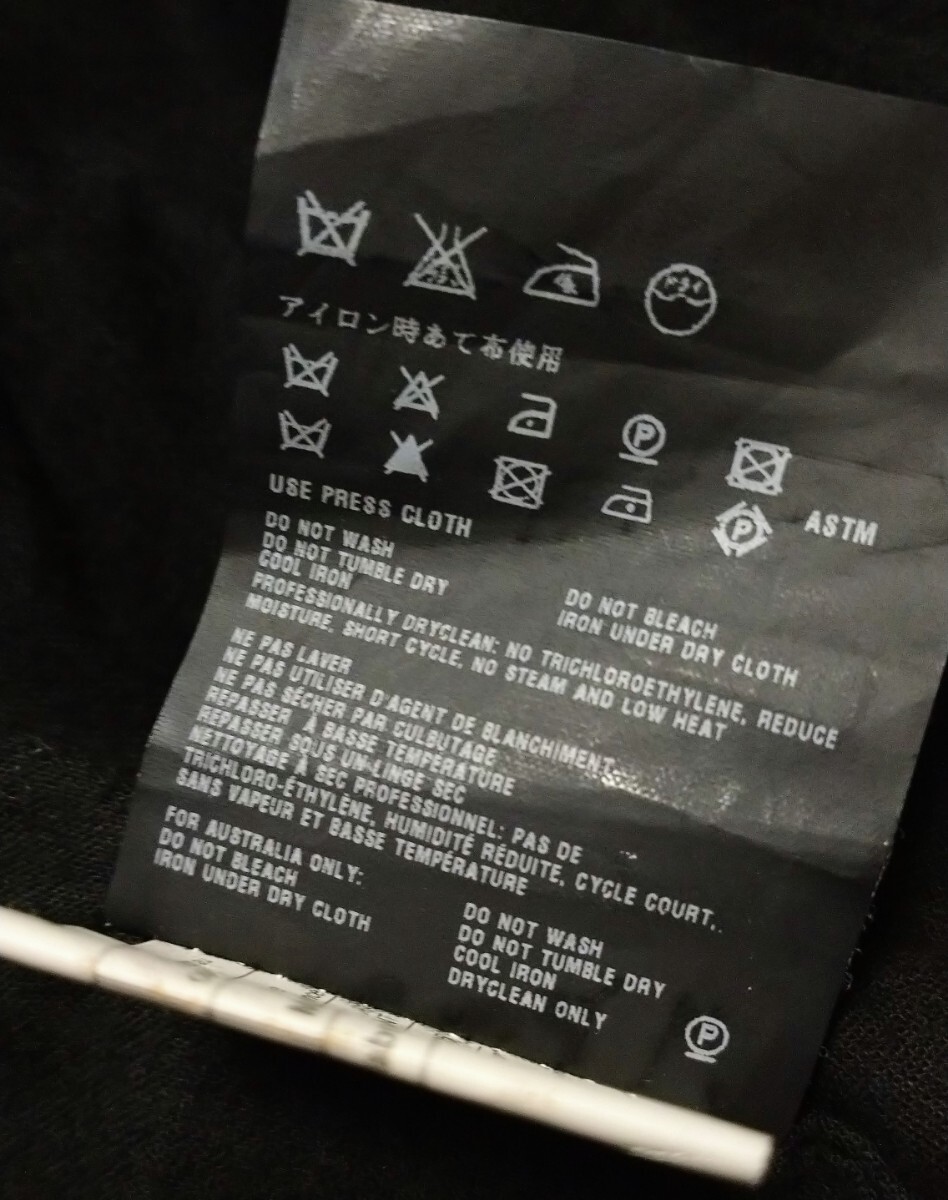 ドライ
アイロン時あて布使用
P
P ASTM
USE PRESS CLOTH
DO NOT WASH
DO NOT TUMBLE DRY
COOL IRON
DO NOT BLEACH
IRON UNDER DRY CLOTH
PROFESSIONALLY DRYCLEAN: NO TRICHLOROETHYLENE, REDUCE
MOISTURE, SHORT CYCLE, NO STEAM AND LOW HEAT
NE PAS LAVER
NE PAS UTILISER D'AGENT DE BLANCHIMENT
NE PAS SÉCHER PAR CULBUTAGE
REPASSER À BASSE TEMPÉRATURE
REPASSER SOUS UN LINGE SEC
NETTOYAGE À SEC PROFESSIONNEL: PAS DE
TRICHLORO-ÉTHYLÈNE, HUMIDITÉ RÉDUITE, CYCLE COURT,
SANS VAPEUR ET BASSE TEMPÉRATURE
FOR AUSTRALIA ONLY:
DO NOT BLEACH
IRON UNDER DRY CLOTH
DO NOT WASH
DO NOT TUMBLE DRY
COOL IRON
DRYCLEAN ONLY
P